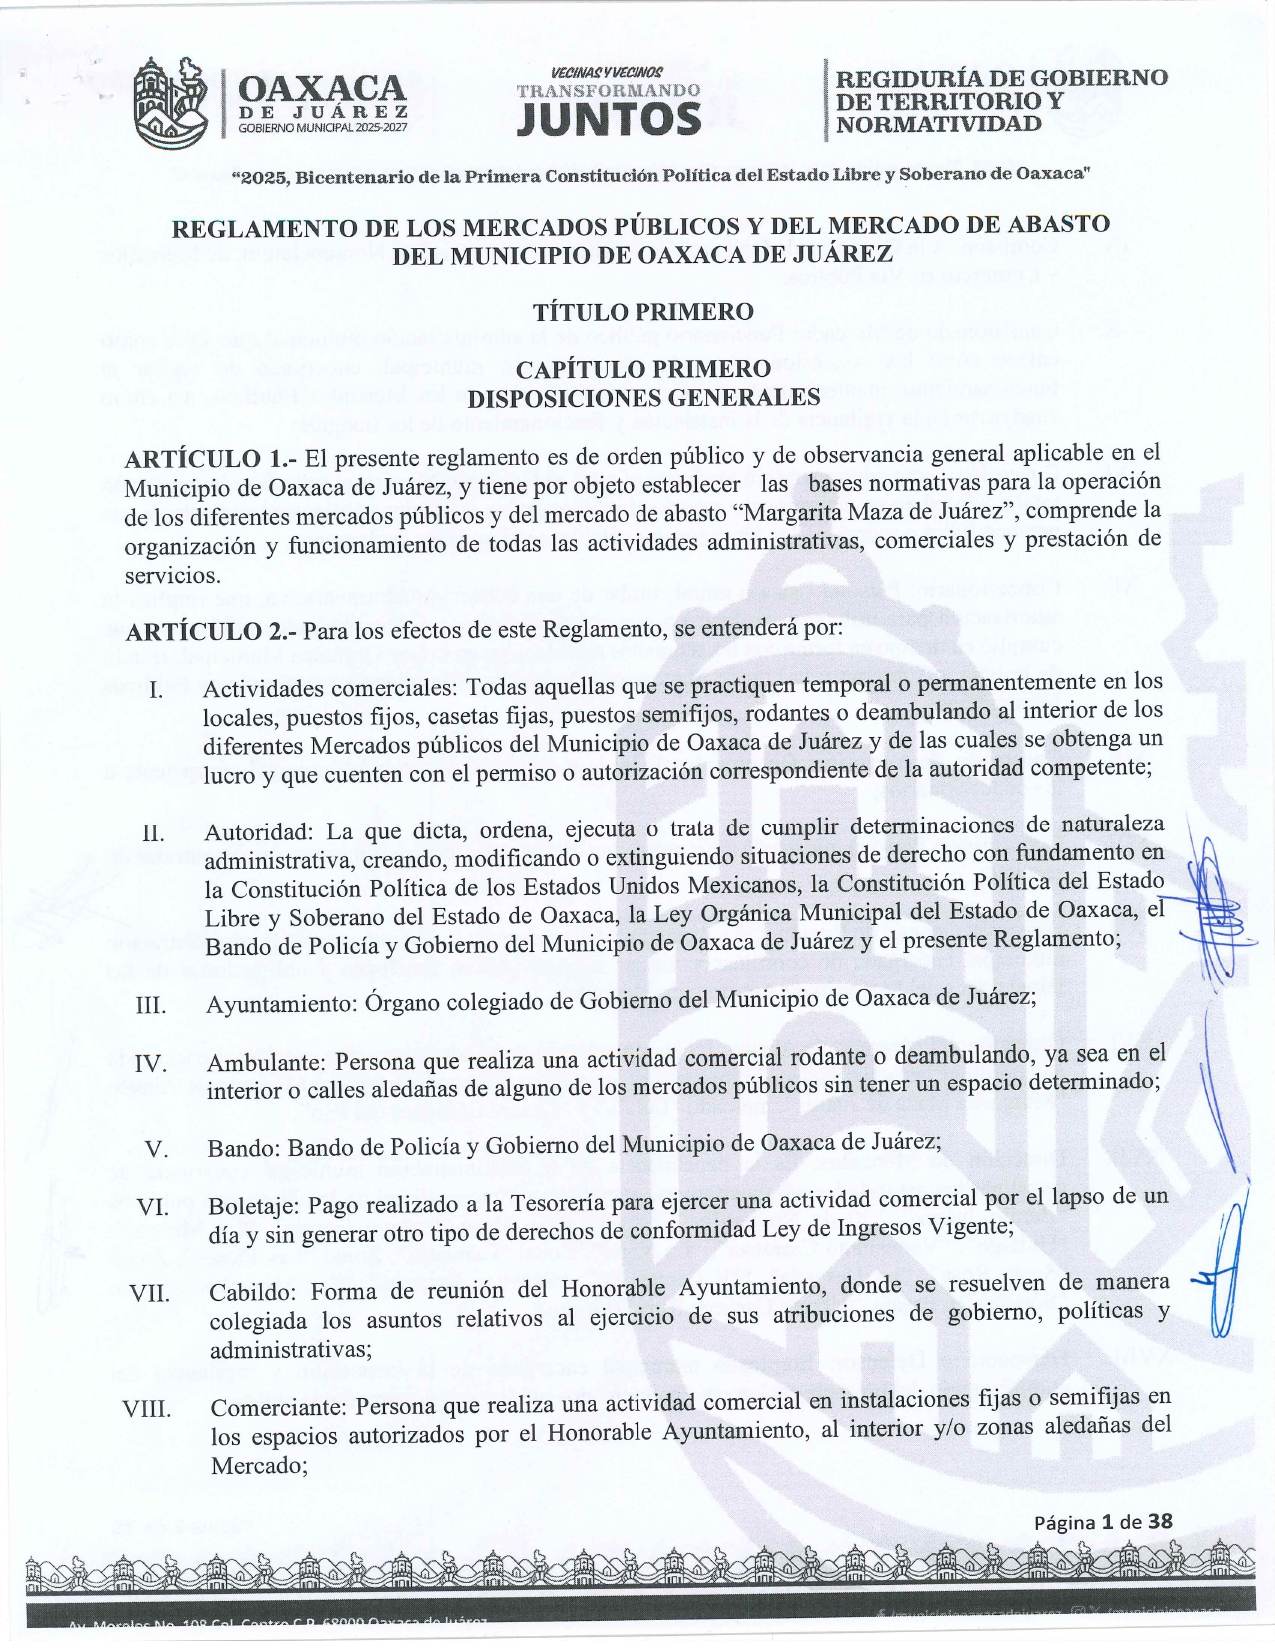 OAXACA
DE JUÁREZ
GOBIERNO MUNICIPAL 2025-2027
VECINAS Y VECINOS
TRANSFORMANDO
JUNTOS
REGIDURÍA DE GOBIERNO
DE TERRITORIO Y
NORMATIVIDAD
“2025, Bicentenario de la Primera Constitución Política del Estado Libre y Soberano de Oaxaca"
REGLAMENTO DE LOS MERCADOS PÚBLICOS Y DEL MERCADO DE ABASTO
DEL MUNICIPIO DE OAXACA DE JUÁREZ
TÍTULO PRIMERO
CAPÍTULO PRIMERO
DISPOSICIONES GENERALES
ARTÍCULO 1.- El presente reglamento es de orden público y de observancia general aplicable en el
Municipio de Oaxaca de Juárez, y tiene por objeto establecer las bases normativas para la operación
de los diferentes mercados públicos y del mercado de abasto “Margarita Maza de Juárez”, comprende la
organización y funcionamiento de todas las actividades administrativas, comerciales y prestación de
servicios.
ARTÍCULO 2.- Para los efectos de este Reglamento, se entenderá por:
I. Actividades comerciales: Todas aquellas que se practiquen temporal o permanentemente en los
locales, puestos fijos, casetas fijas, puestos semifijos, rodantes o deambulando al interior de los
diferentes Mercados públicos del Municipio de Oaxaca de Juárez y de las cuales se obtenga un
lucro y que cuenten con el permiso o autorización correspondiente de la autoridad competente;
II. Autoridad: La que dicta, ordena, ejecuta o trata de cumplir determinaciones de naturaleza
administrativa, creando, modificando o extinguiendo situaciones de derecho con fundamento en
la Constitución Política de los Estados Unidos Mexicanos, la Constitución Política del Estado
Libre y Soberano del Estado de Oaxaca, la Ley Orgánica Municipal del Estado de Oaxaca, el
Bando de Policía y Gobierno del Municipio de Oaxaca de Juárez y el presente Reglamento;
III. Ayuntamiento: Órgano colegiado de Gobierno del Municipio de Oaxaca de Juárez;
IV. Ambulante: Persona que realiza una actividad comercial rodante o deambulando, ya sea en el
interior o calles aledañas de alguno de los mercados públicos sin tener un espacio determinado;
V. Bando: Bando de Policía y Gobierno del Municipio de Oaxaca de Juárez;
VI. Boletaje: Pago realizado a la Tesorería para ejercer una actividad comercial por el lapso de un
día y sin generar otro tipo de derechos de conformidad Ley de Ingresos Vigente;
VII. Cabildo: Forma de reunión del Honorable Ayuntamiento, donde se resuelven de manera
colegiada los asuntos relativos al ejercicio de sus atribuciones de gobierno, políticas y
administrativas;
VIII. Comerciante: Persona que realiza una actividad comercial en instalaciones fijas o semifijas en
los espacios autorizados por el Honorable Ayuntamiento, al interior y/o zonas aledañas del
Mercado;
Página 1 de 38
Av. Morelos No. 108 Col. Centro C.P. 68000 Oaxaca de Juárez